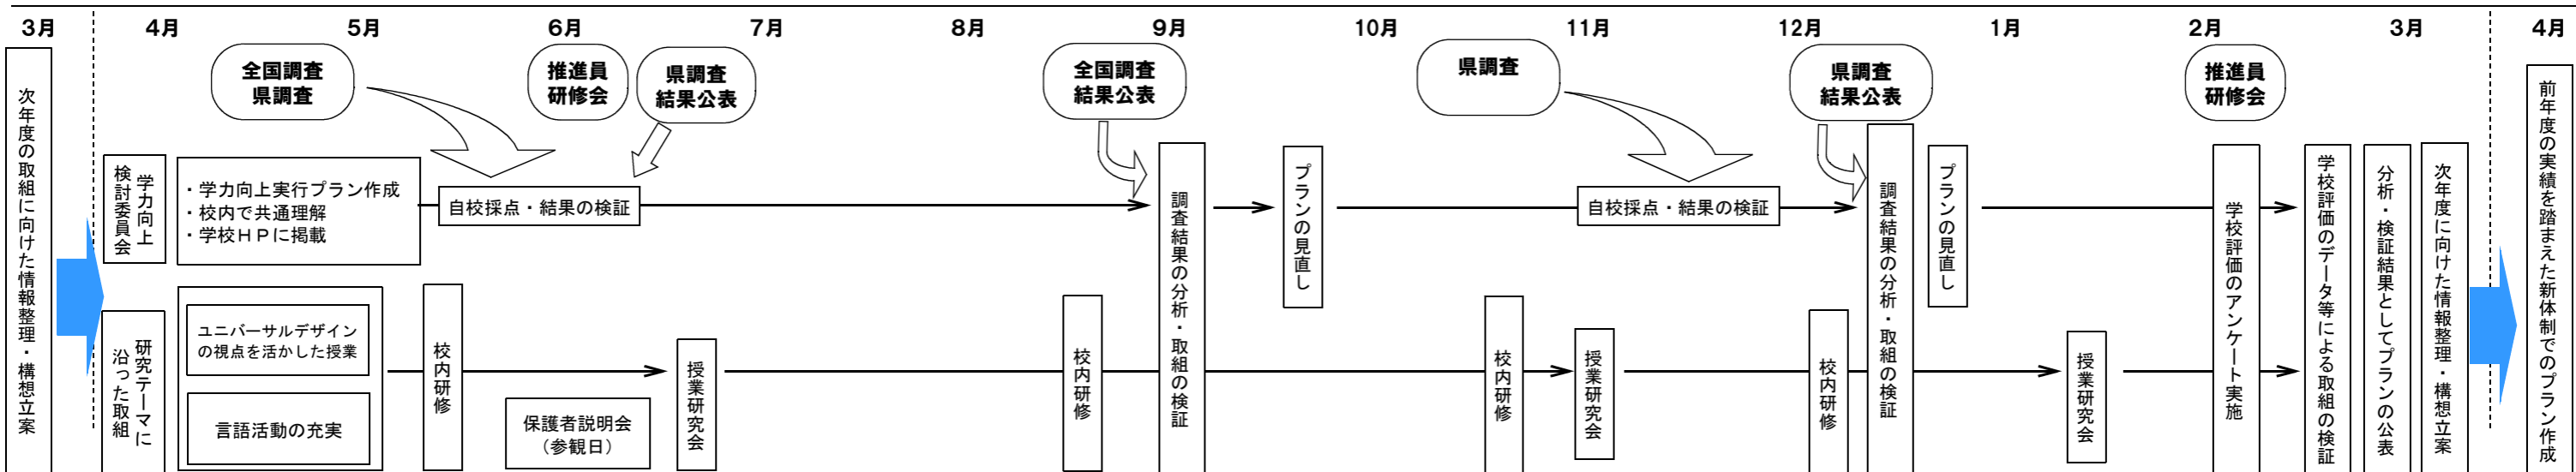 3月
4月
5月
6月
7月
8月
9月
10月
11月
12月
1月
2月
3月
4月
全国調査
県調査
推進員
研修会
県調査
結果公表
全国調査
結果公表
県調査
県調査
結果公表
推進員
研修会
次年度の取組に向けた情報整理・構想立案
学力向上
検討委員会
・学力向上実行プラン作成
・校内で共通理解
・学校HPに掲載
自校採点・結果の検証
調査結果の分析・取組の検証
プランの見直し
自校採点・結果の検証
調査結果の分析・取組の検証
プランの見直し
学校評価のアンケート実施
学校評価のデータ等による取組の検証
分析・検証結果としてプランの公表
次年度に向けた情報整理・構想立案
前年度の実績を踏まえた新体制でのプラン作成
研究テーマに
沿った取組
ユニバーサルデザイン
の視点を活かした授業
言語活動の充実
校内研修
保護者説明会
(参観日)
授業研究会
校内研修
校内研修
授業研究会
校内研修
授業研究会